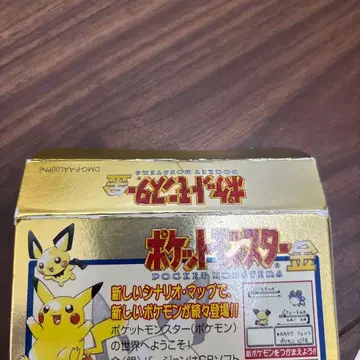 DMG-P-AAUJ(JPN)
ポケットモンスター 金
POCKET MONSTERS
ポケットモンスター 金
POCKET MONSTERS
新しいシナリオ・マップで、
新しいポケモンが続々登場!!
ポケットモンスター(ポケモン)
の世界へようこそ!
新ポケモンをつかまえよう!!